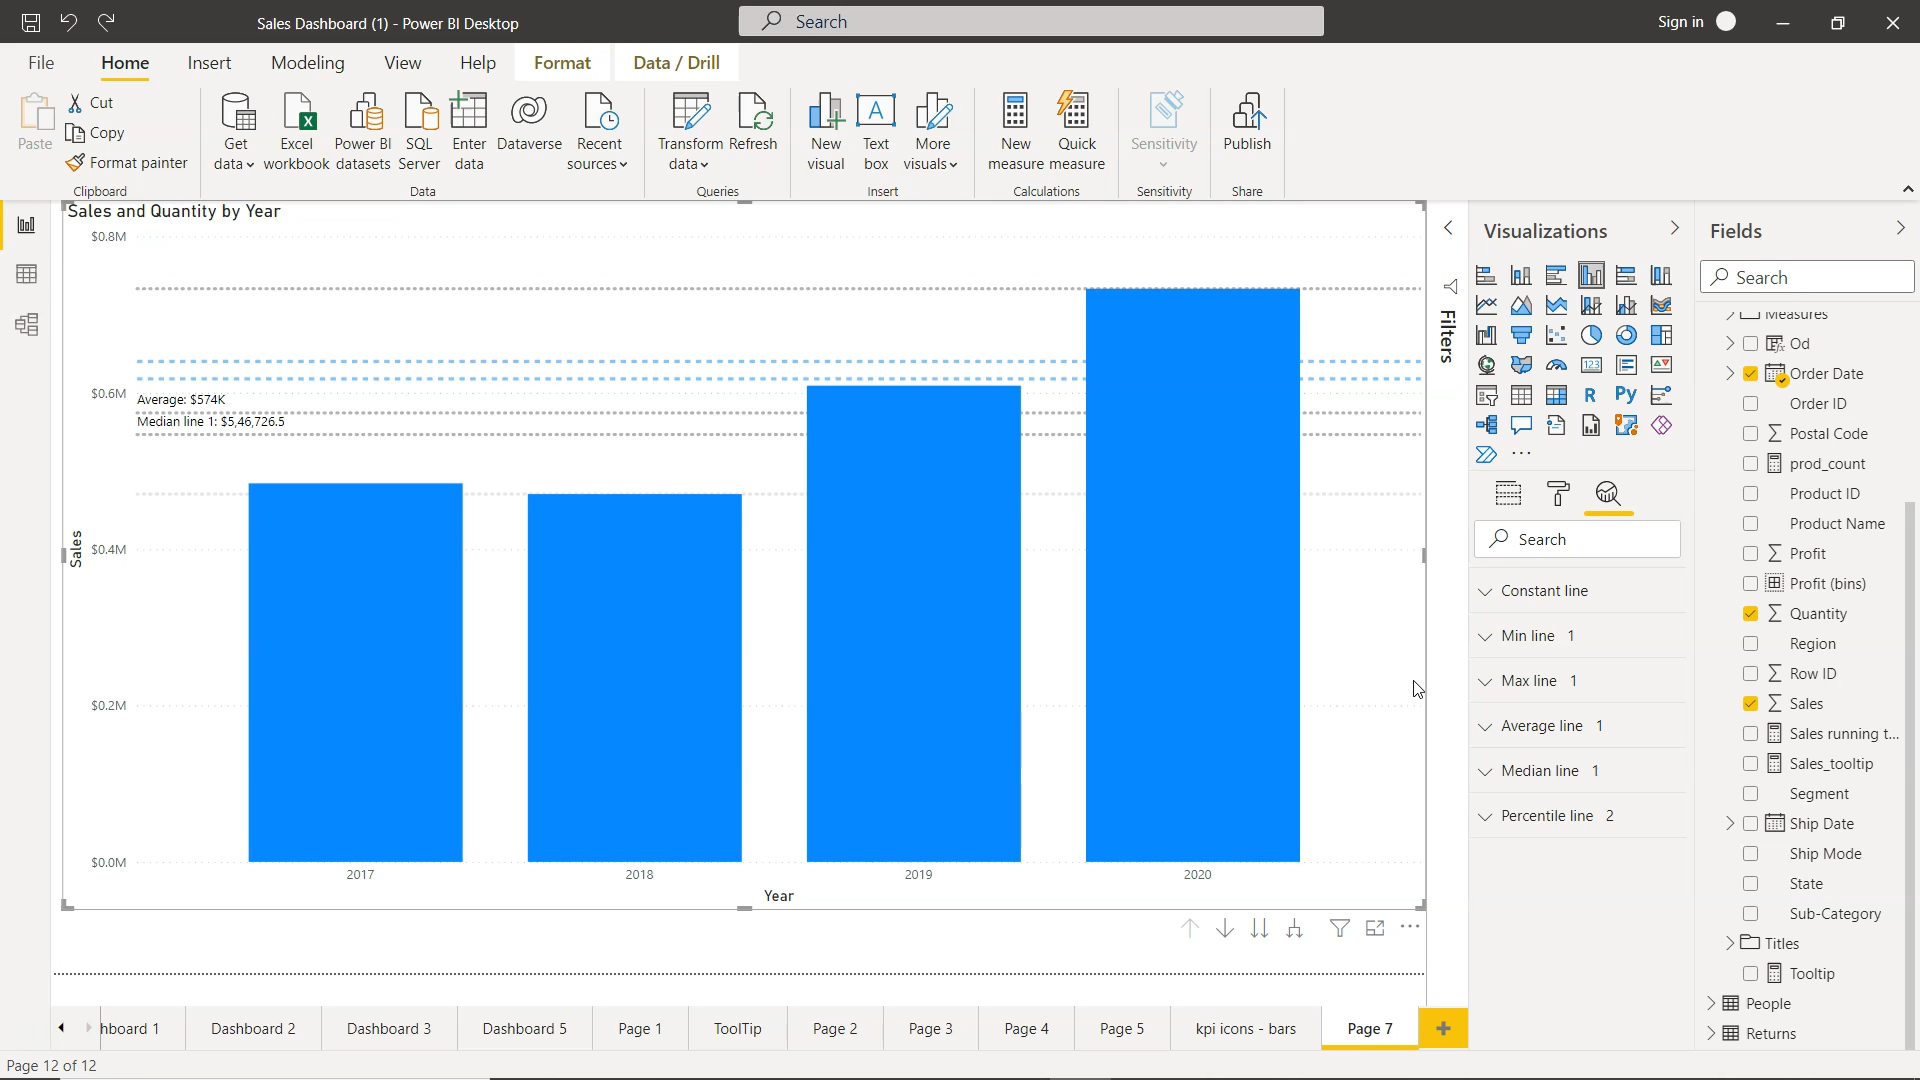 Sales Dashboard (1) - Power BI Desktop
Search
Sign in
File
Home
Insert
Modeling
View
Help
Format
Data / Drill
Paste
Cut
Copy
Format painter
Clipboard
Get
data
Excel
workbook
Power BI
datasets
SQL
Server
Enter
data
Dataverse
Recent
sources
Data
Transform
data
Refresh
Queries
New
visual
A
Text
box
More
visuals
Insert
New
measure
Quick
measure
Calculations
Sensitivity
Sensitivity
Publish
Share
Sales and Quantity by Year
$0.8M
$0.6M
$0.4M
$0.2M
$0.0M
Average: $574K
Median line 1: $5,46,726.5
Sales
2017
2018
2019
2020
Year
Filters
Visualizations
123
R
Py
Search
Constant line
Min line 1
Max line 1
Average line 1
Median line 1
Percentile line 2
Fields
Search
Measures
Od
Order Date
Order ID
Postal Code
prod_count
Product ID
Product Name
Profit
Profit (bins)
Quantity
Region
Row ID
Sales
Sales running t...
Sales_tooltip
Segment
Ship Date
Ship Mode
State
Sub-Category
Titles
Tooltip
People
Returns
hboard 1
Dashboard 2
Dashboard 3
Dashboard 5
Page 1
ToolTip
Page 2
Page 3
Page 4
Page 5
kpi icons - bars
Page 7
Page 12 of 12